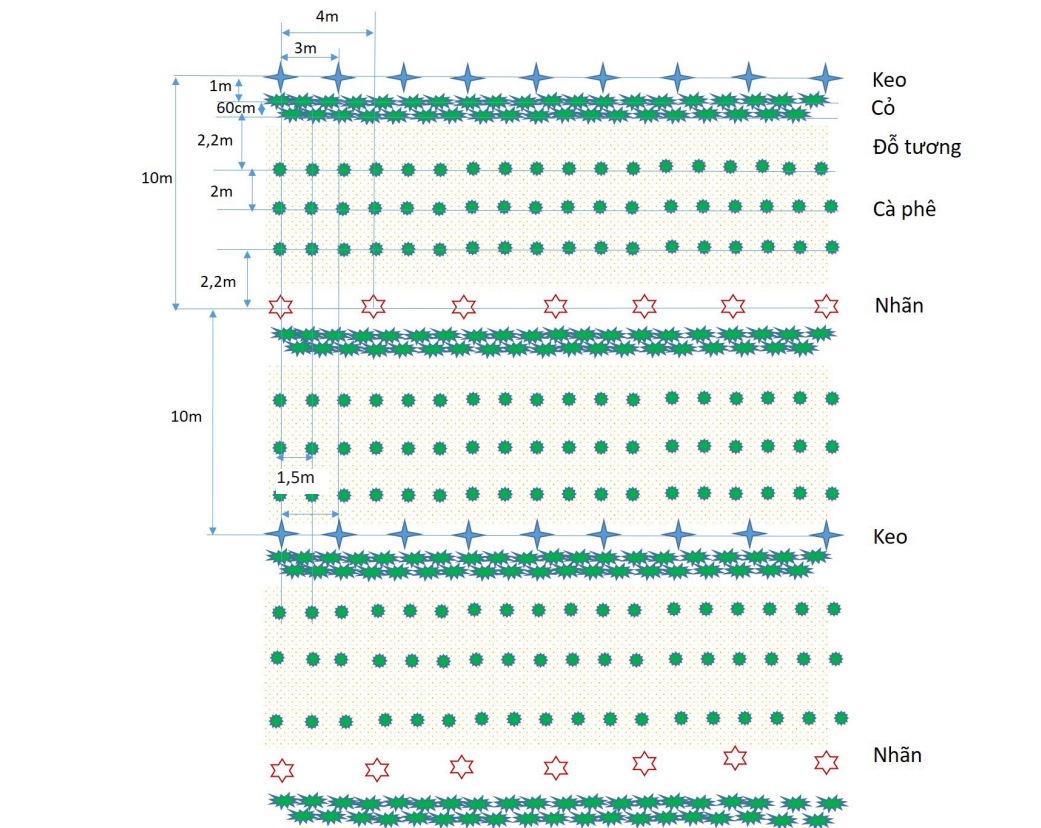 4m
3m
1m
Keo
60cm
Cỏ
2,2m
Đỗ tương
10m
2m
Cà phê
2,2m
Nhãn
10m
1,5m
Keo
Nhãn